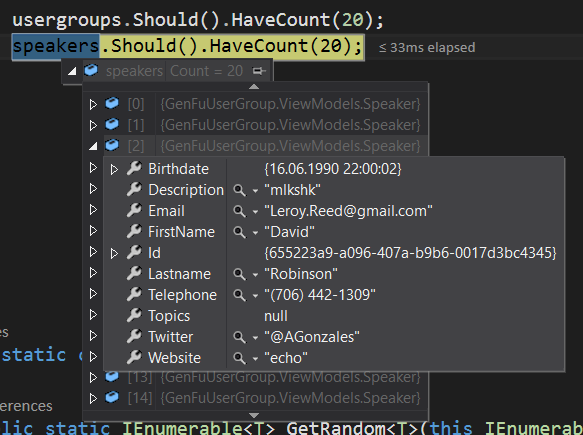 usergroups.Should().HaveCount(20);
speakers.Should().HaveCount(20); ≤ 33ms elapsed
speakers Count = 20
[0] {GenFuUserGroup.ViewModels.Speaker}
[1] {GenFuUserGroup.ViewModels.Speaker}
[2] {GenFuUserGroup.ViewModels.Speaker}
Birthdate {16.06.1990 22:00:02}
Description "mlkshk"
Email "Leroy.Reed@gmail.com"
FirstName "David"
Id {655223a9-a096-407a-b9b6-0017d3bc4345}
Lastname "Robinson"
Telephone "(706) 442-1309"
Topics null
es
static
Twitter "@AGonzales"
Website "echo"
[13] {GenFuUserGroup.ViewModels.Speaker}
[14] {GenFuUserGroup.ViewModels.Speaker}
erences
lic static IEnumerable<T> GetRandom<T>(this IEnumerab